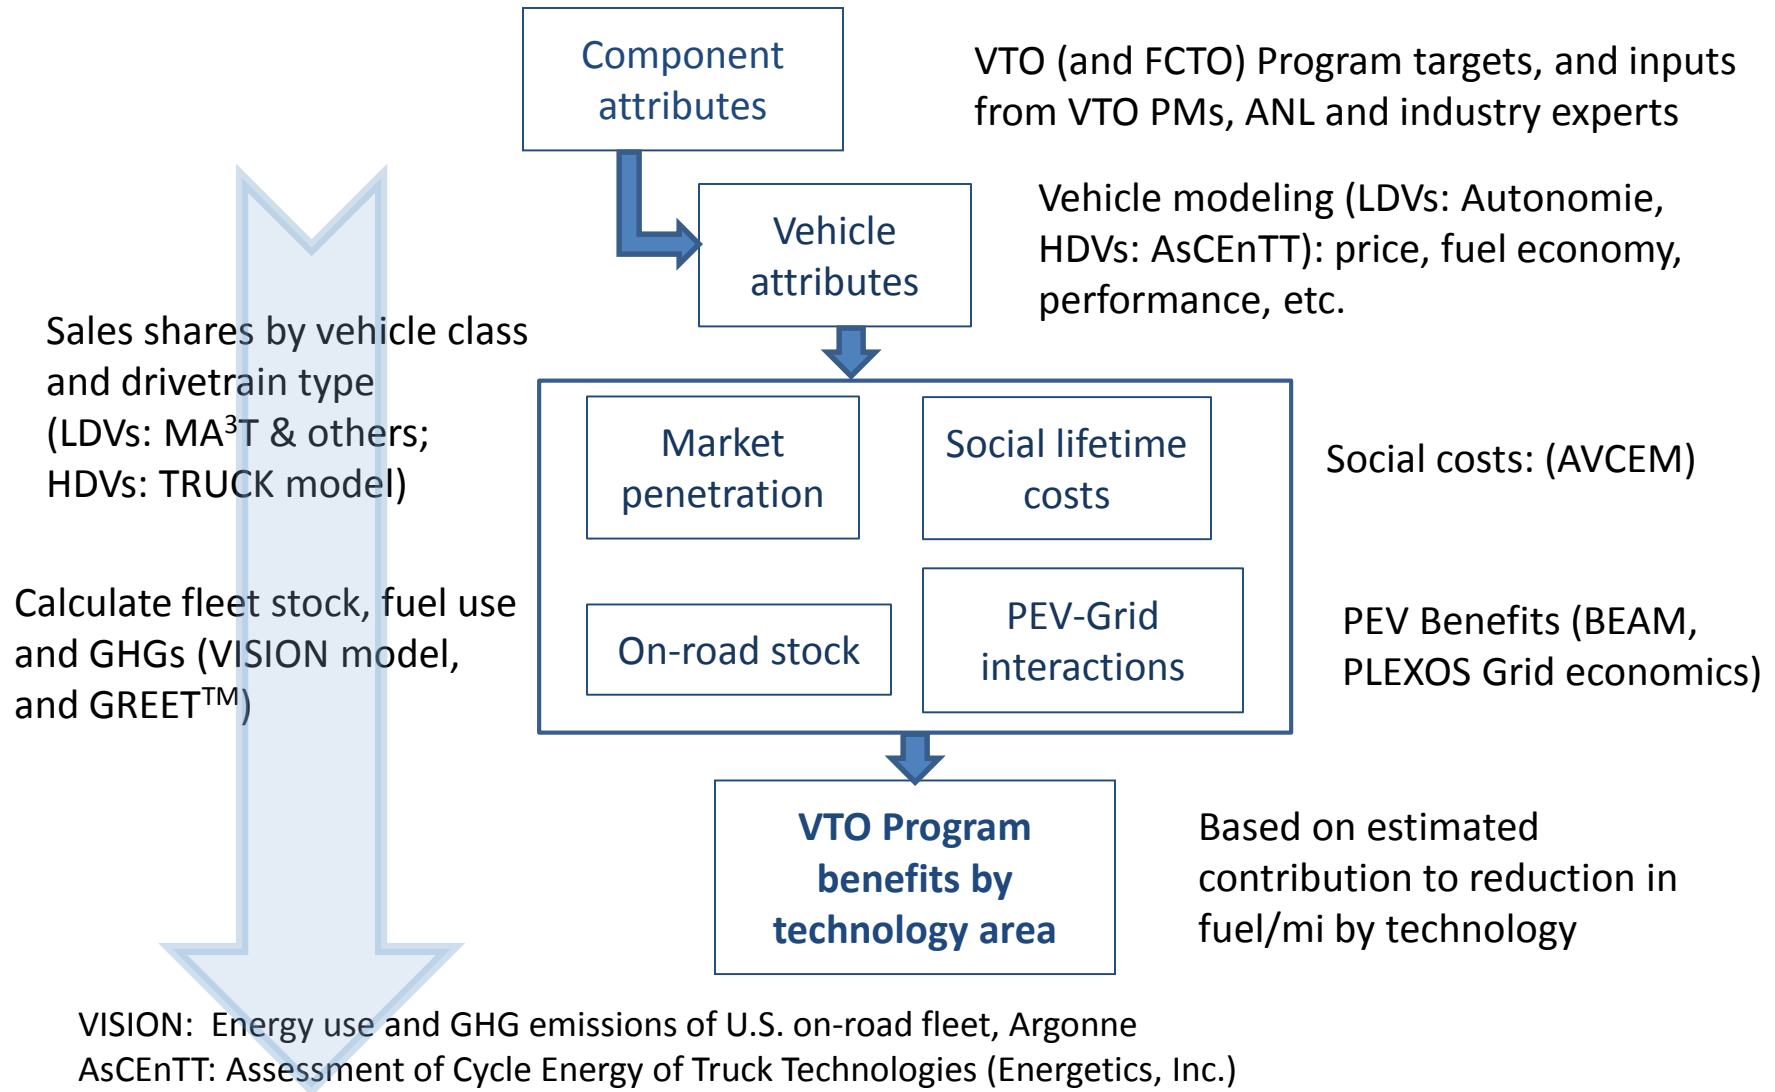 Component
attributes
VTO (and FCTO) Program targets, and inputs
from VTO PMs, ANL and industry experts
Vehicle
attributes
Vehicle modeling (LDVs: Autonomie,
HDVs: AsCEnTT): price, fuel economy,
performance, etc.
Sales shares by vehicle class
and drivetrain type
(LDVs: MA³T & others;
HDVs: TRUCK model)
Market
penetration
Social lifetime
costs
Social costs: (AVCEM)
Calculate fleet stock, fuel use
and GHGs (VISION model,
and GREET™)
On-road stock
PEV-Grid
interactions
PEV Benefits (BEAM,
PLEXOS Grid economics)
VTO Program
benefits by
technology area
Based on estimated
contribution to reduction in
fuel/mi by technology
VISION: Energy use and GHG emissions of U.S. on-road fleet, Argonne
AsCEnTT: Assessment of Cycle Energy of Truck Technologies (Energetics, Inc.)